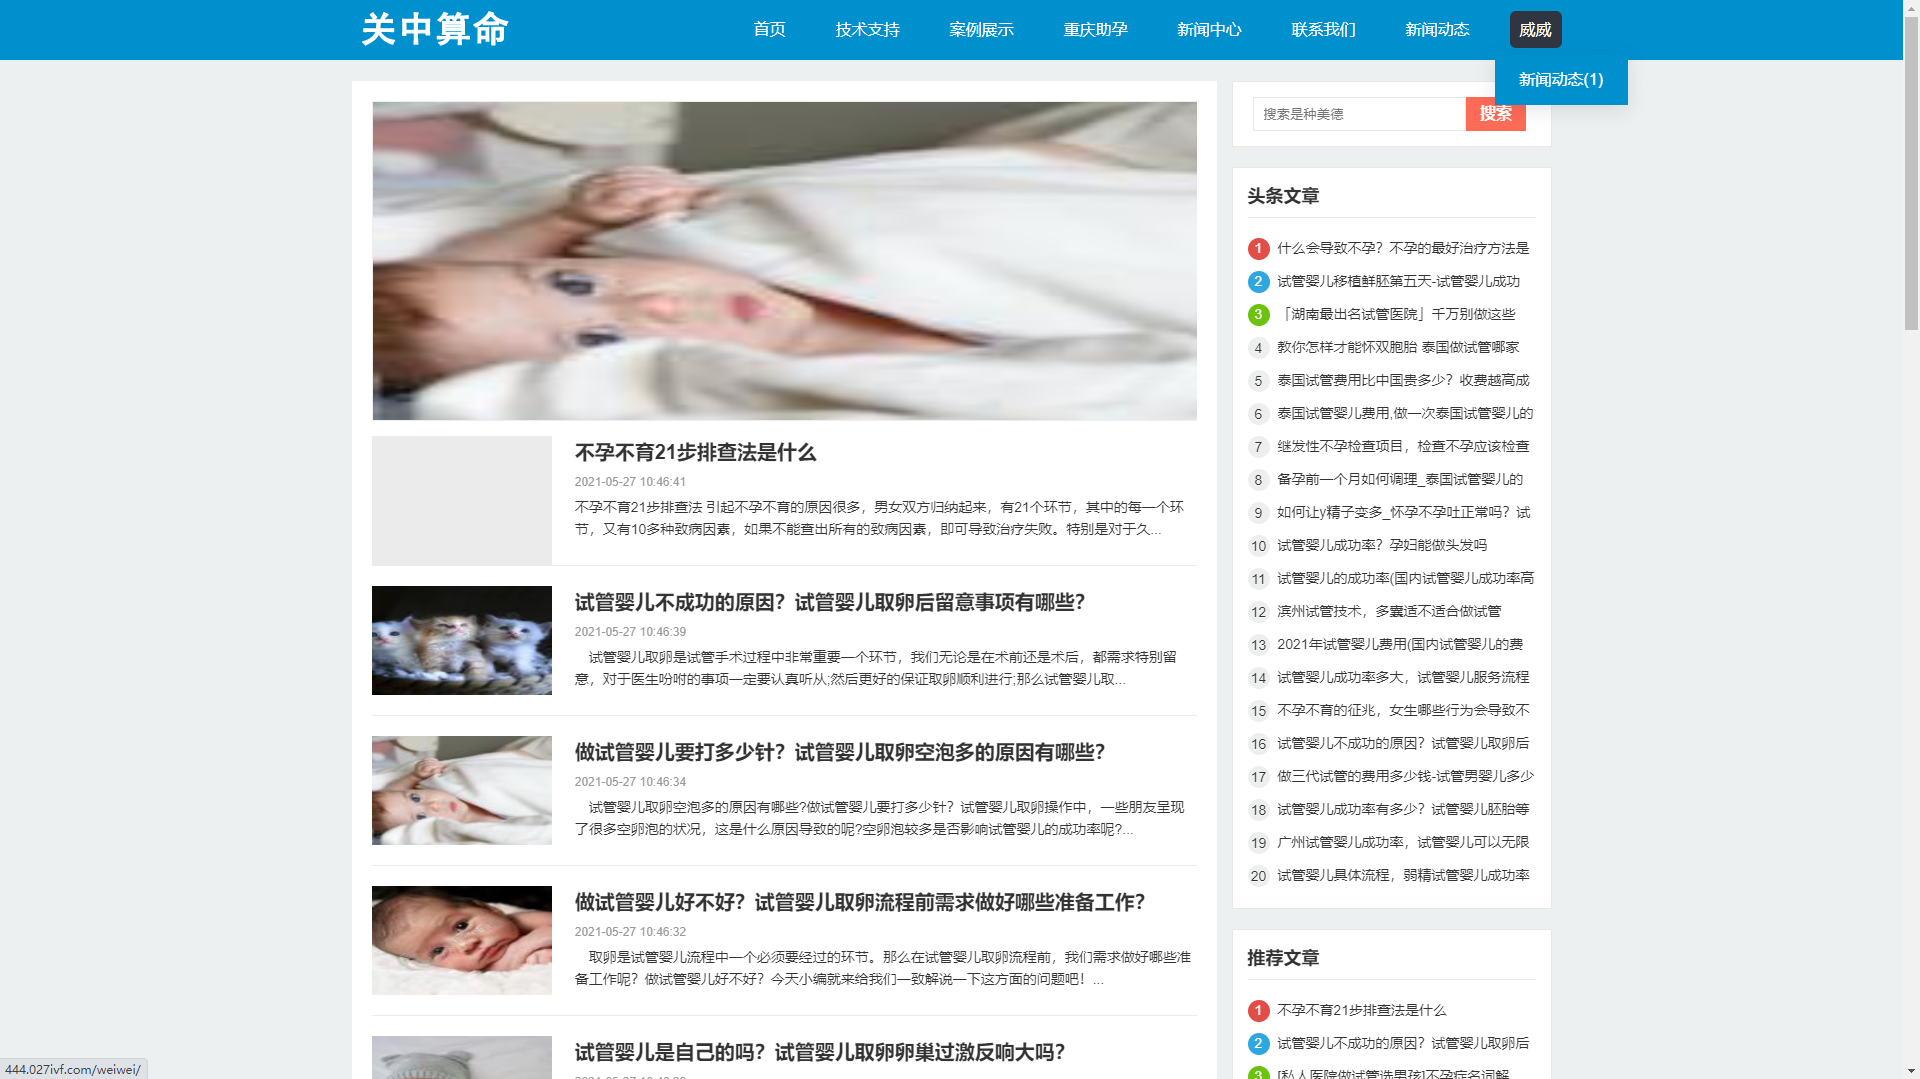 关中算命
首页
技术支持
案例展示
重庆助孕
新闻中心
联系我们
新闻动态
威威
新闻动态(1)
搜索是种美德
搜索
不孕不育21步排查法是什么
2021-05-27 10:46:41
不孕不育21步排查法 引起不孕不育的原因很多，男女双方归纳起来，有21个环节，其中的每一个环
节，又有10多种致病因素，如果不能查出所有的致病因素，即可导致治疗失败。特别是对于久...
试管婴儿不成功的原因？试管婴儿取卵后留意事项有哪些？
2021-05-27 10:46:39
试管婴儿取卵是试管手术过程中非常重要一个环节，我们无论是在术前还是术后，都需求特别留
意，对于医生吩咐的事项一定要认真听从;然后更好的保证取卵顺利进行;那么试管婴儿取...
做试管婴儿要打多少针？试管婴儿取卵空泡多的原因有哪些？
2021-05-27 10:46:34
试管婴儿取卵空泡多的原因有哪些?做试管婴儿要打多少针？试管婴儿取卵操作中，一些朋友呈现
了很多空卵泡的状况，这是什么原因导致的呢?空卵泡较多是否影响试管婴儿的成功率呢?...
做试管婴儿好不好？试管婴儿取卵流程前需求做好哪些准备工作？
2021-05-27 10:46:32
取卵是试管婴儿流程中一个必须要经过的环节。那么在试管婴儿取卵流程前，我们需求做好哪些准
备工作呢？做试管婴儿好不好？今天小编就来给我们一致解说一下这方面的问题吧！...
试管婴儿是自己的吗？试管婴儿取卵卵巢过激反响大吗？
头条文章
1 什么会导致不孕？不孕的最好治疗方法是
2 试管婴儿移植鲜胚第五天-试管婴儿成功
3 「湖南最出名试管医院」千万别做这些
4 教你怎样才能怀双胞胎 泰国做试管哪家
5 泰国试管费用比中国贵多少？收费越高成
6 泰国试管婴儿费用,做一次泰国试管婴儿的
7 继发性不孕检查项目，检查不孕应该检查
8 备孕前一个月如何调理_泰国试管婴儿的
9 如何让y精子变多_怀孕不孕吐正常吗？试
10 试管婴儿成功率？孕妇能做头发吗
11 试管婴儿的成功率(国内试管婴儿成功率高
12 滨州试管技术，多囊适不适合做试管
13 2021年试管婴儿费用(国内试管婴儿的费
14 试管婴儿成功率多大，试管婴儿服务流程
15 不孕不育的征兆，女生哪些行为会导致不
16 试管婴儿不成功的原因？试管婴儿取卵后
17 做三代试管的费用多少钱-试管男婴儿多少
18 试管婴儿成功率有多少？试管婴儿胚胎等
19 广州试管婴儿成功率，试管婴儿可以无限
20 试管婴儿具体流程，弱精试管婴儿成功率
推荐文章
1 不孕不育21步排查法是什么
2 试管婴儿不成功的原因？试管婴儿取卵后
3 [私人医院做试管选男孩]不孕症名词解
444.027ivf.com/weiwei/